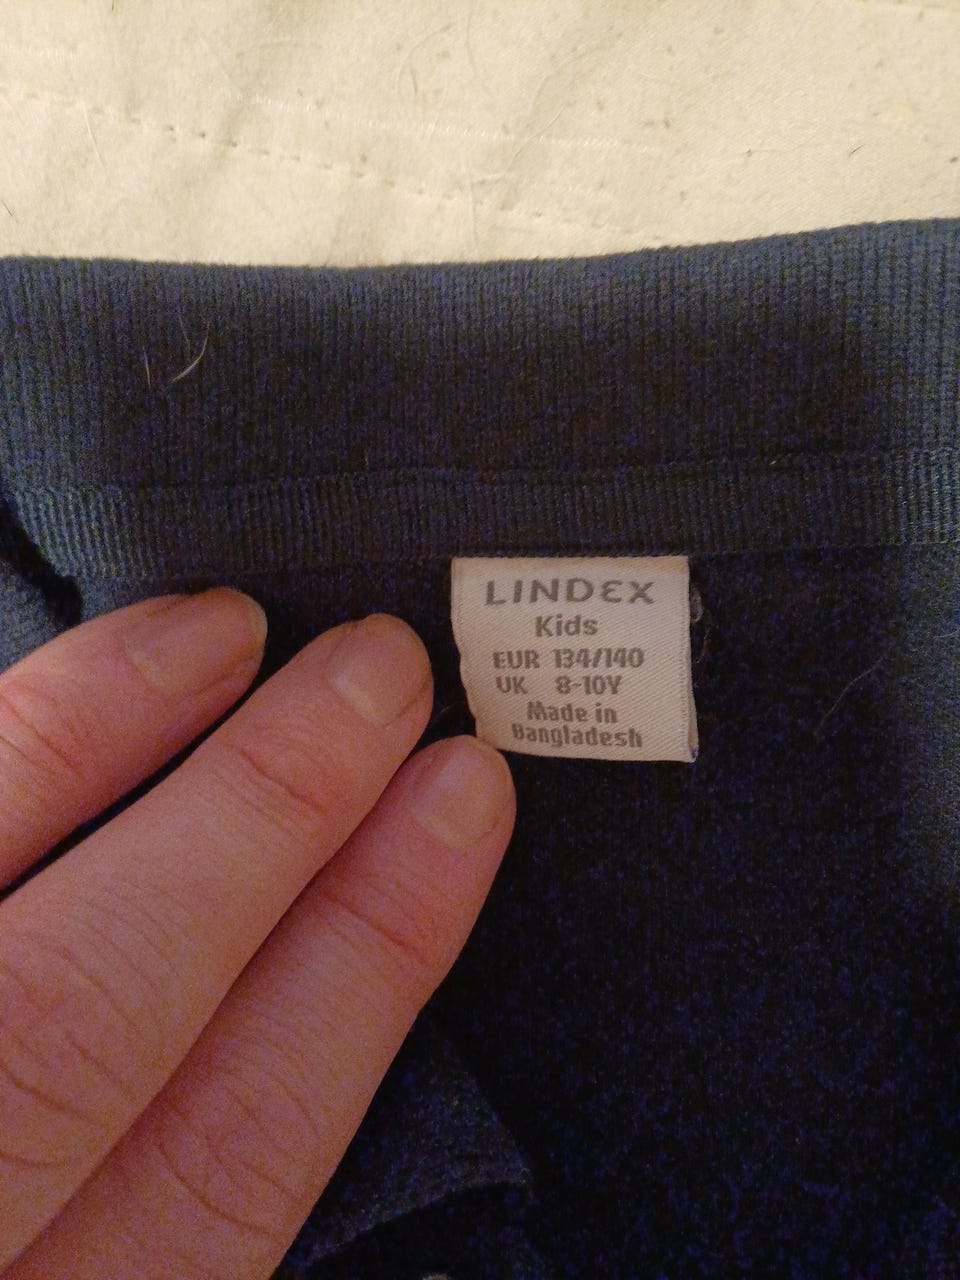 LINDEX
Kids
EUR 134/140
UK 8-10Y
Made in
Bangladesh